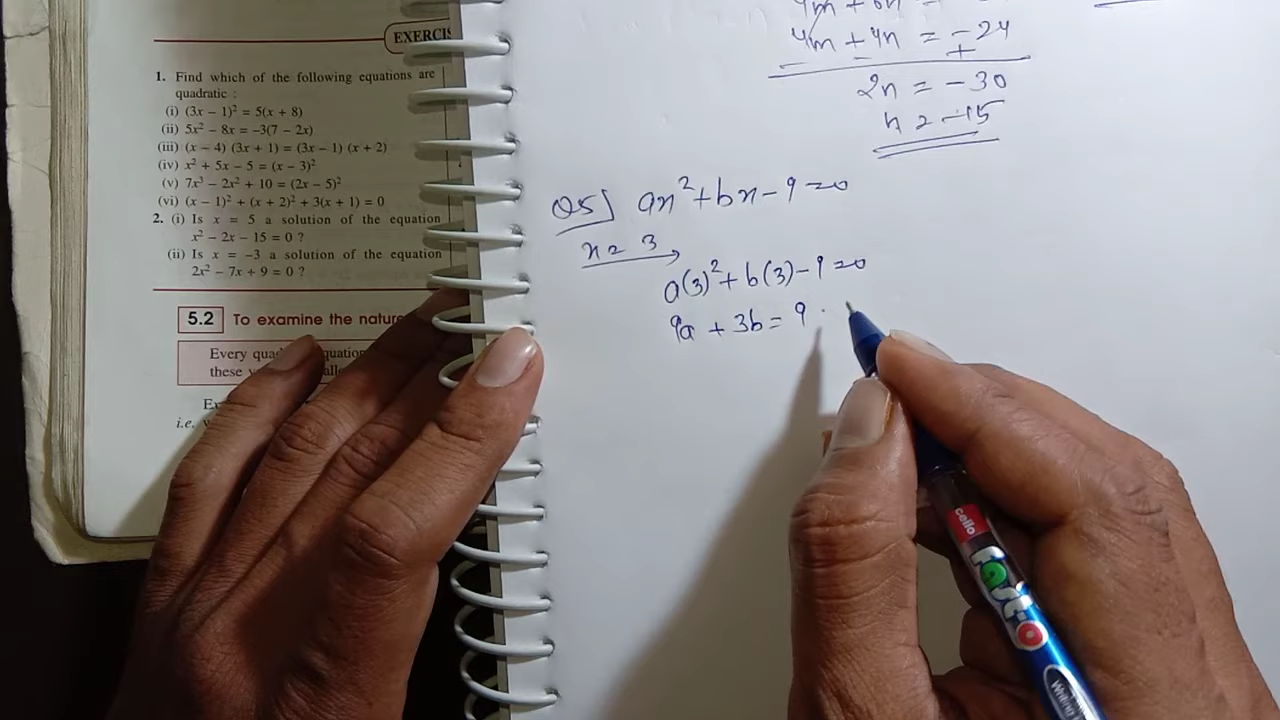 EXERCIS
1. Find which of the following equations are
quadratic :
(i) (3x – 1)² = 5(x + 8)
(ii) 5x² – 8x = –3(7 – 2x)
(iii) (x – 4) (3x + 1) = (3x – 1) (x + 2)
(iv) x² + 5x – 5 = (x – 3)²
(v) 7x³ – 2x² + 10 = (2x – 5)²
(vi) (x – 1)² + (x + 2)² + 3(x + 1) = 0
2. (i) Is x = 5 a solution of the equation
x² – 2x – 15 = 0 ?
(ii) Is x = –3 a solution of the equation
2x² – 7x + 9 = 0 ?
5.2 To examine the nature
Every
these
i.e.
4m + 4n = -24
2n = -30
n = -15
Q5] ax² + bx - 9 = 0
x = 3
a(3)² + b(3) - 9 = 0
9a + 3b = 9
cello
Rasto
Writing